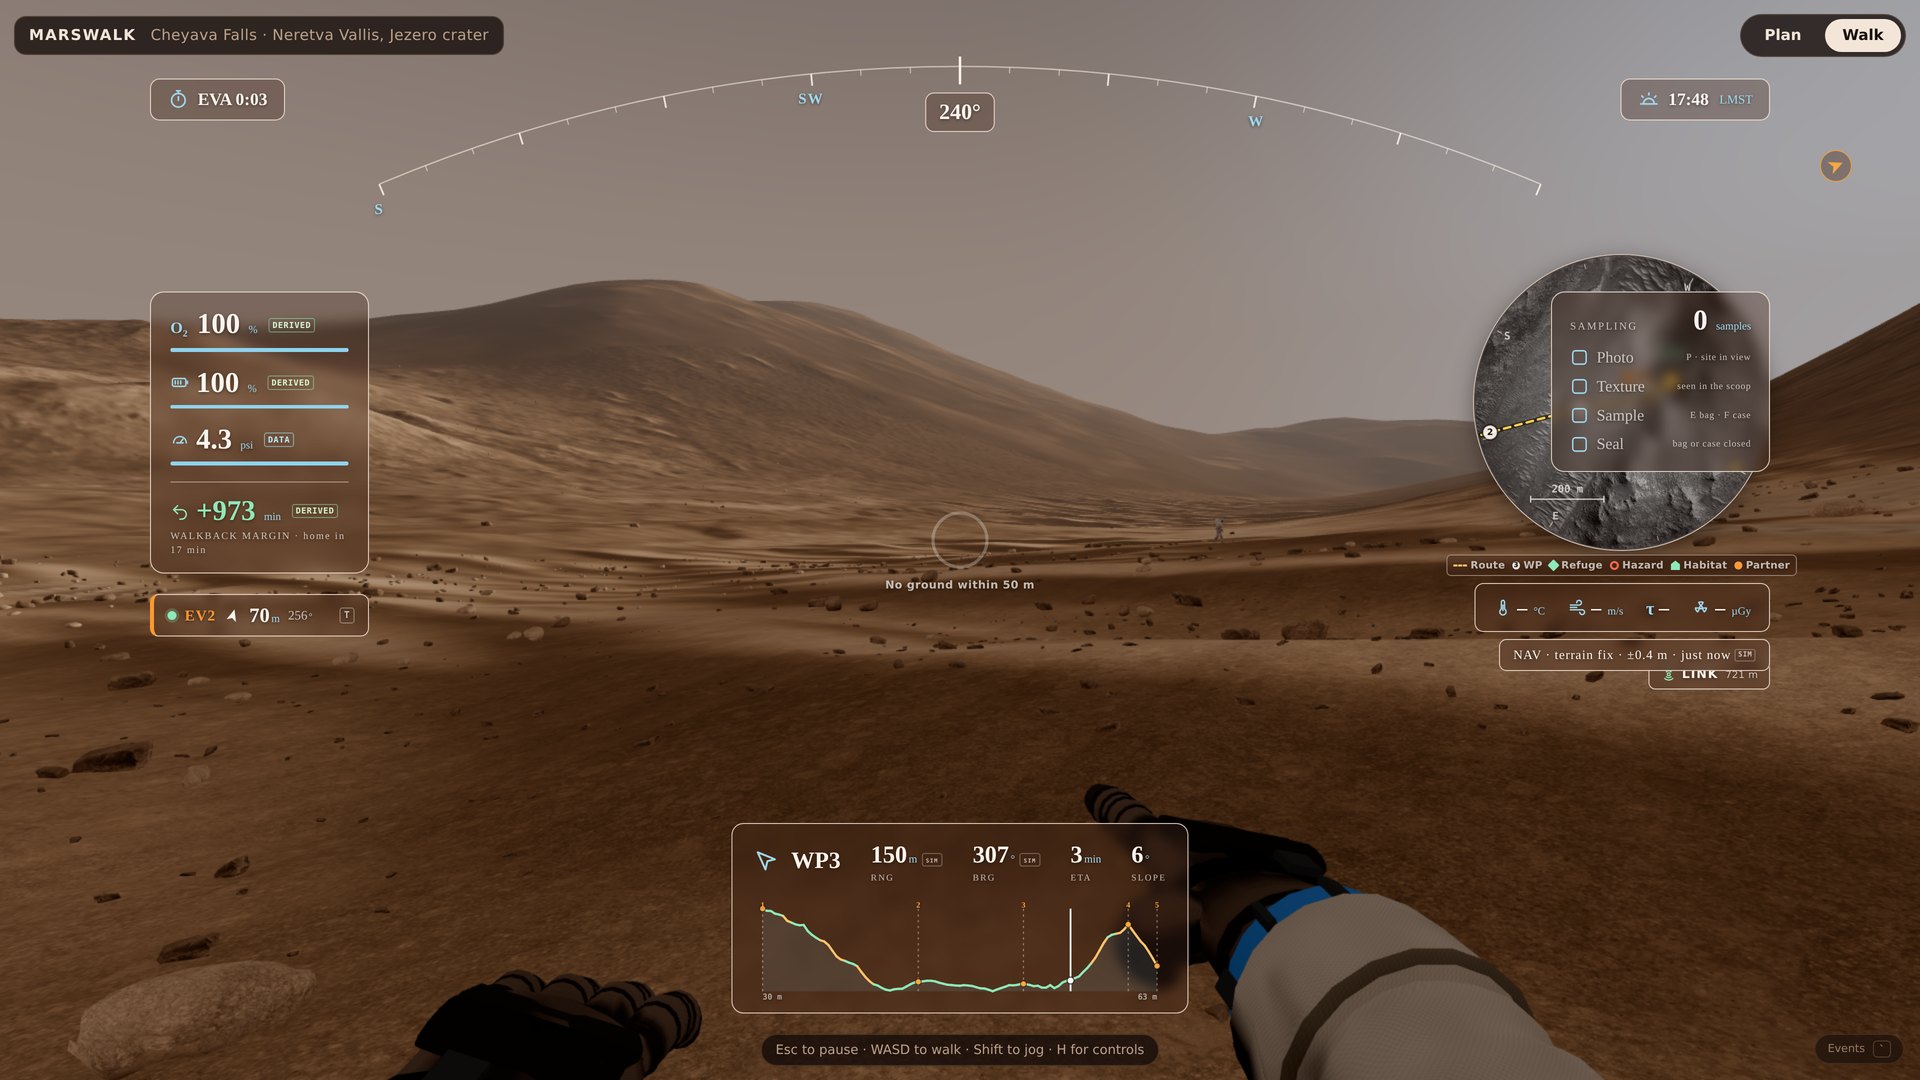 MARSWALK Cheyava Falls · Neretva Vallis, Jezero crater
Plan Walk
EVA 0:03
S
SW
240°
W
17:48 LMST
O₂ 100 % DERIVED
100 % DERIVED
4.3 psi DATA
+973 min DERIVED
WALKBACK MARGIN · home in
17 min
EV2 70 m 256° T
No ground within 50 m
W
S
2
200 m
E
SAMPLING 0 samples
Photo P · site in view
Texture seen in the scoop
Sample E bag · F case
Seal bag or case closed
Route 3 WP Refuge Hazard Habitat Partner
– °C – m/s τ – – µGy
NAV · terrain fix · ±0.4 m · just now SIM
LINK 721 m
WP3 150 m SIM 307° SIM 3 min 6°
RNG BRG ETA SLOPE
1 2 3 4 5
30 m 63 m
Esc to pause · WASD to walk · Shift to jog · H for controls
Events `